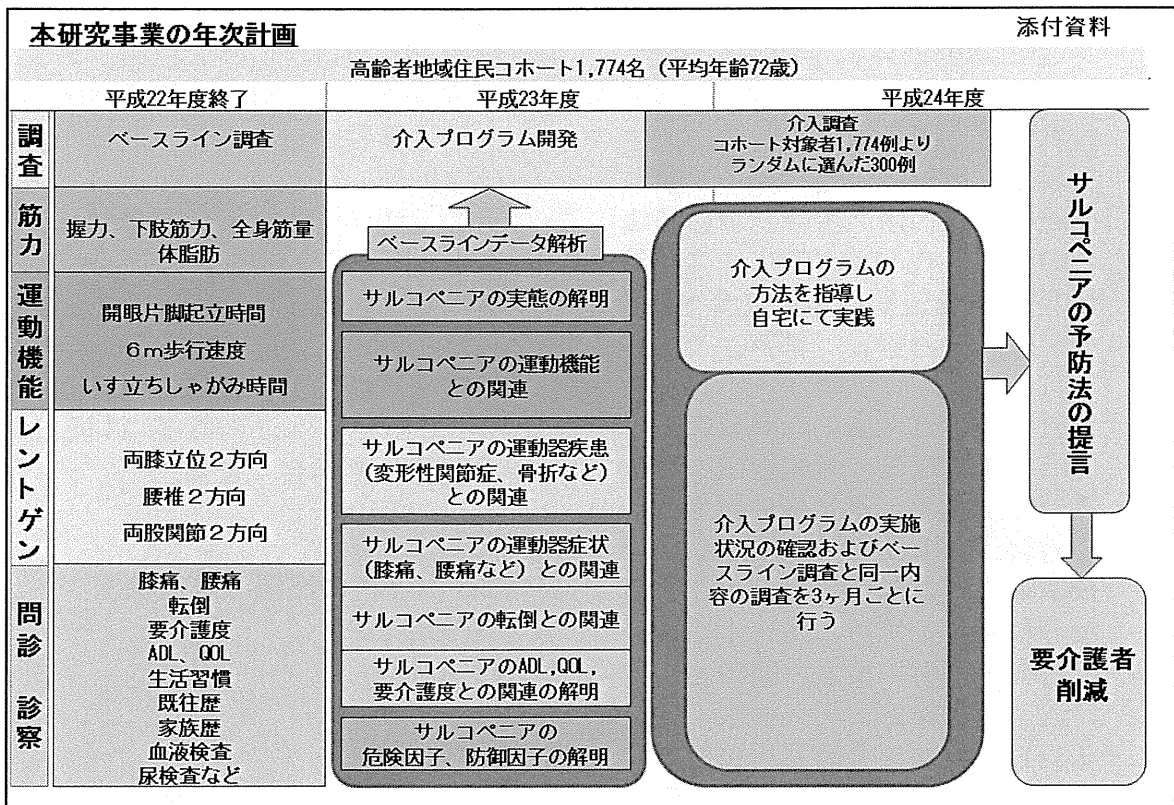 本研究事業の年次計画
添付資料
高齢者地域住民コホート1,774名（平均年齢72歳）
平成22年度終了
平成23年度
平成24年度
調査
ベースライン調査
介入プログラム開発
介入調査
コホート対象者1,774例より
ランダムに選んだ300例
筋力
握力、下肢筋力、全身筋量
体脂肪
運動機能
開眼片脚起立時間
６ｍ歩行速度
いす立ちしゃがみ時間
レントゲン
両膝立位２方向
腰椎２方向
両股関節２方向
問診 診察
膝痛、腰痛
転倒
要介護度
ADL、QOL
生活習慣
既往歴
家族歴
血液検査
尿検査など
ベースラインデータ解析
サルコペニアの実態の解明
サルコペニアの運動機能
との関連
サルコペニアの運動器疾患
（変形性関節症、骨折など）
との関連
サルコペニアの運動器症状
（膝痛、腰痛など）との関連
サルコペニアの転倒との関連
サルコペニアのADL,QOL,
要介護度との関連の解明
サルコペニアの
危険因子、防御因子の解明
介入プログラムの
方法を指導し
自宅にて実践
介入プログラムの実施
状況の確認およびベー
スライン調査と同一内
容の調査を3ヶ月ごとに
行う
サルコペニアの予防法の提言
要介護者
削減